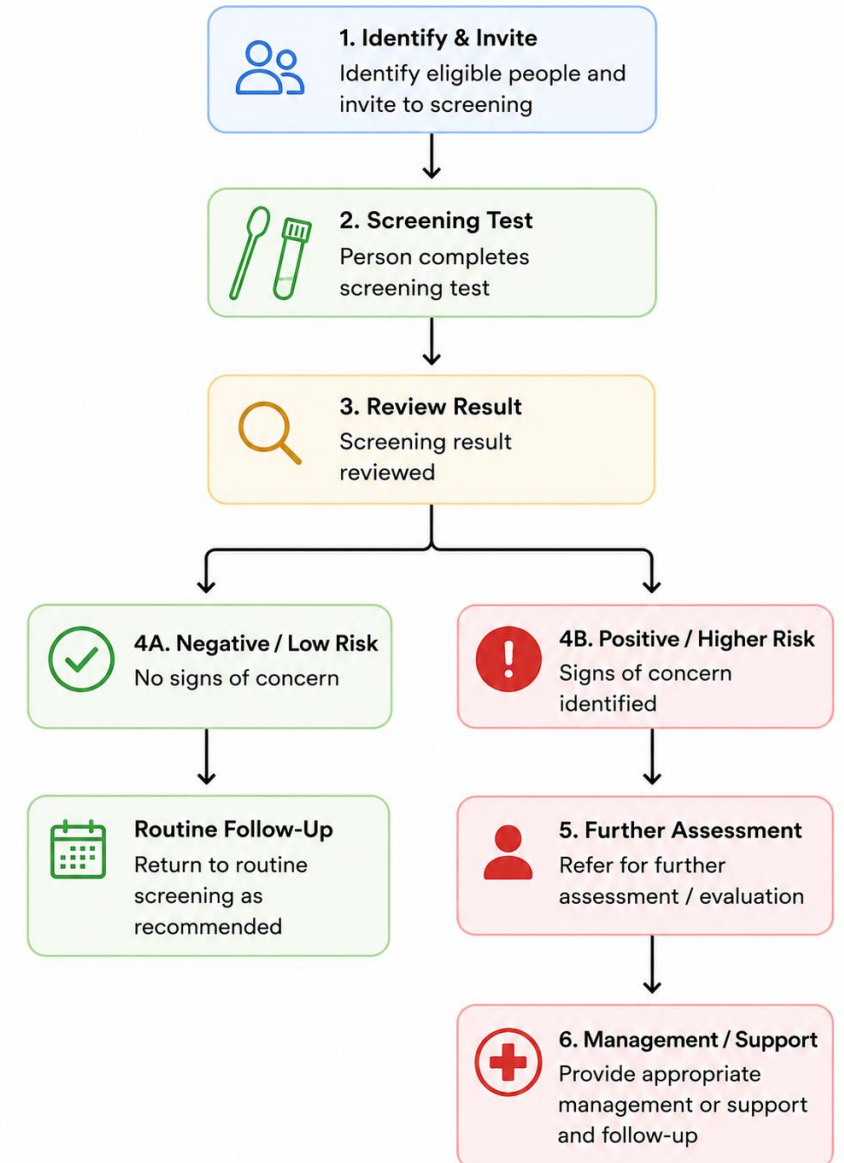 1. Identify & Invite
Identify eligible people and
invite to screening
2. Screening Test
Person completes
screening test
3. Review Result
Screening result
reviewed
4A. Negative / Low Risk
No signs of concern
4B. Positive / Higher Risk
Signs of concern
identified
Routine Follow-Up
Return to routine
screening as
recommended
5. Further Assessment
Refer for further
assessment / evaluation
6. Management / Support
Provide appropriate
management or support
and follow-up